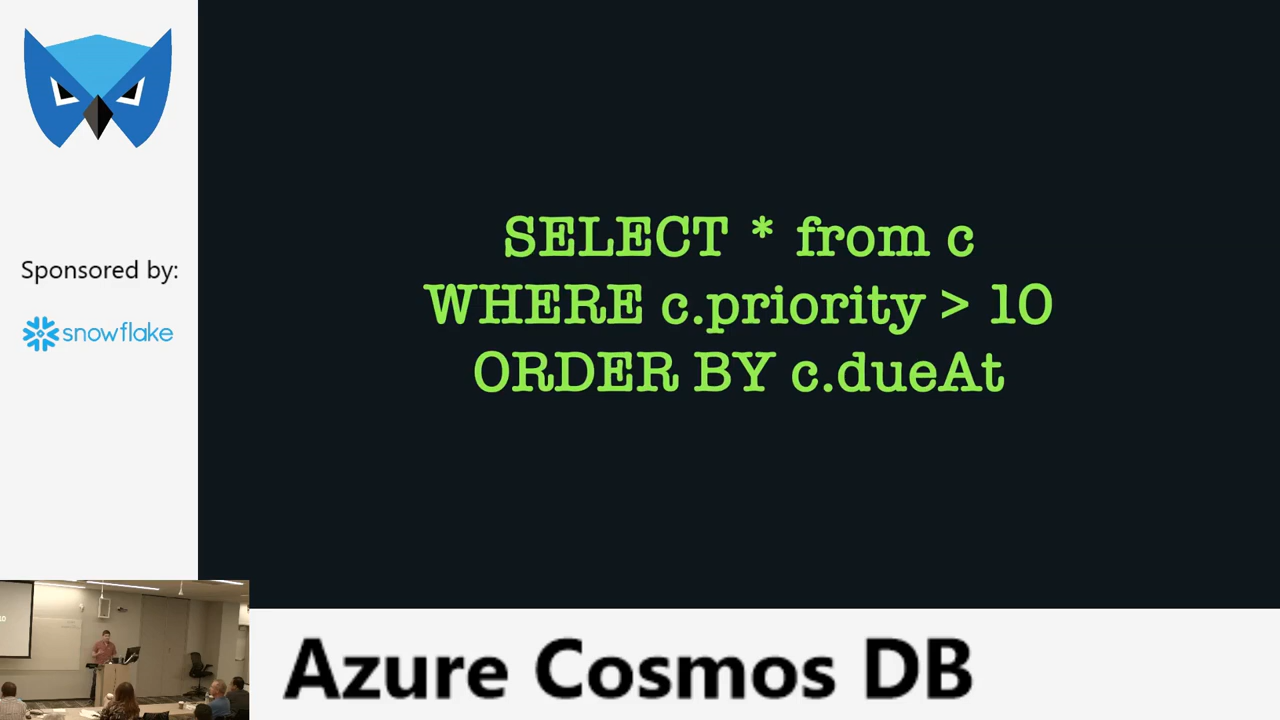 Sponsored by:
snowflake
SELECT * from c
WHERE c.priority > 10
ORDER BY c.dueAt
Azure Cosmos DB